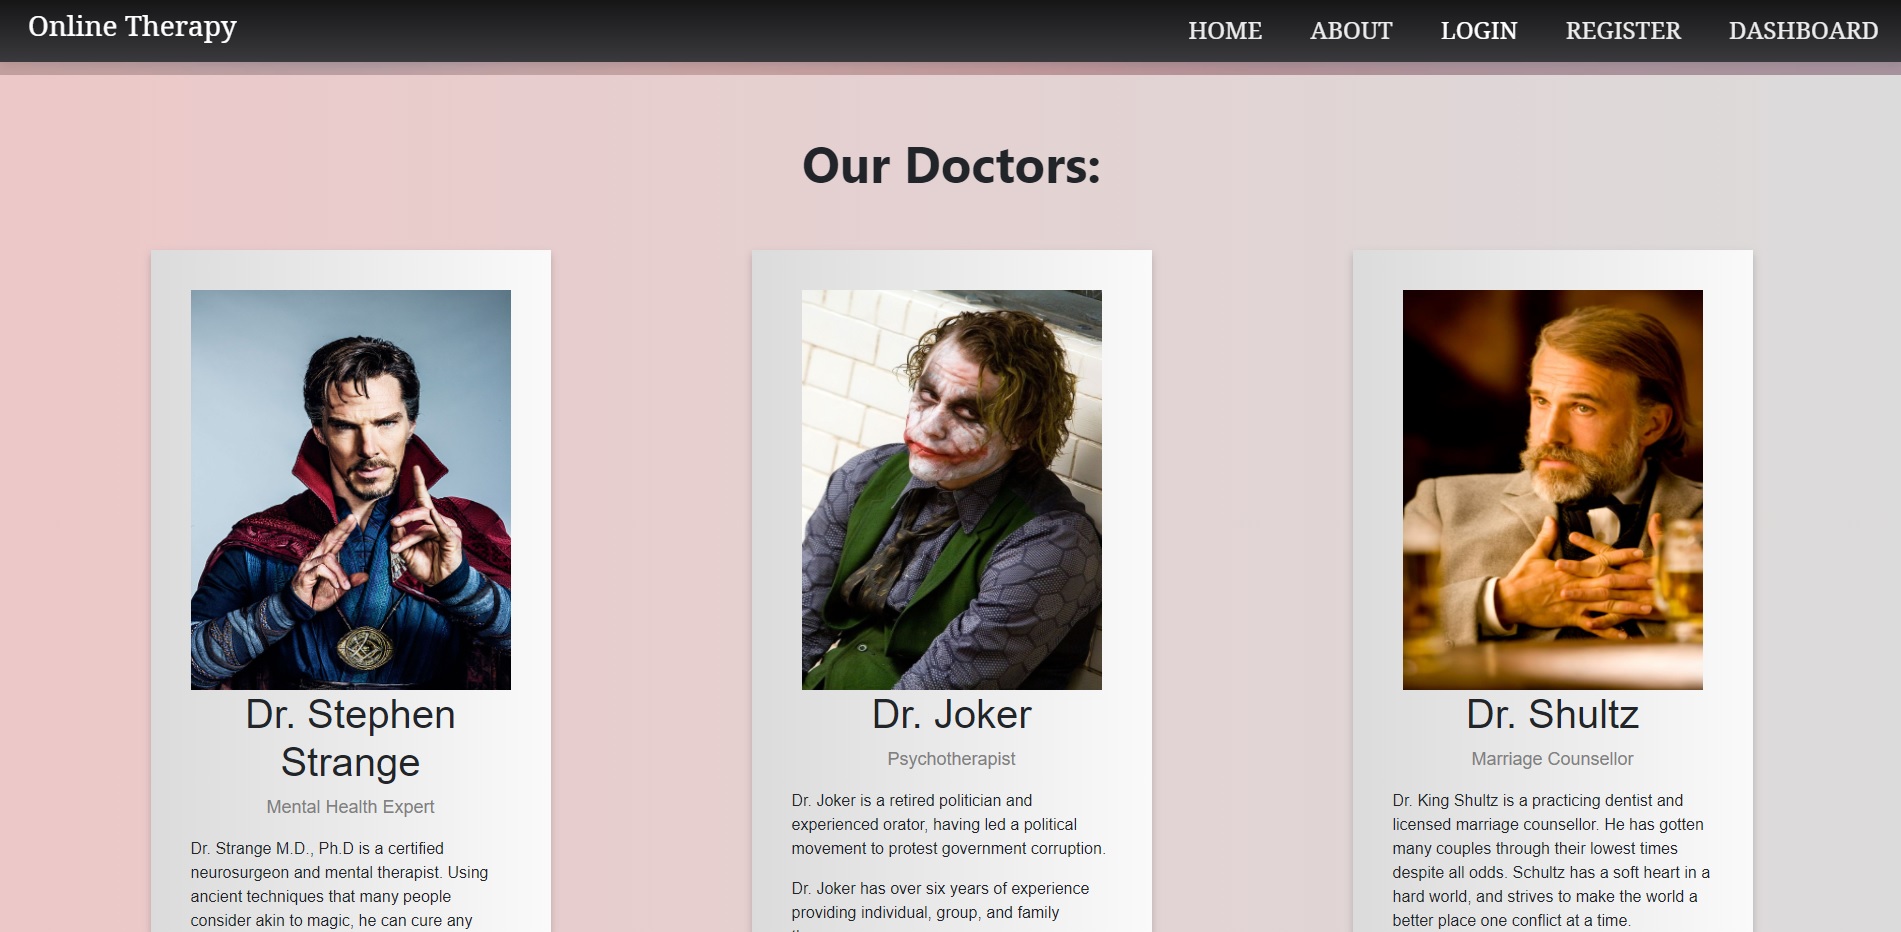 Online Therapy
HOME ABOUT LOGIN REGISTER DASHBOARD
Our Doctors:
Dr. Stephen
Strange
Mental Health Expert
Dr. Strange M.D., Ph.D is a certified
neurosurgeon and mental therapist. Using
ancient techniques that many people
consider akin to magic, he can cure any
Dr. Joker
Psychotherapist
Dr. Joker is a retired politician and
experienced orator, having led a political
movement to protest government corruption.
Dr. Joker has over six years of experience
providing individual, group, and family
Dr. Shultz
Marriage Counsellor
Dr. King Shultz is a practicing dentist and
licensed marriage counsellor. He has gotten
many couples through their lowest times
despite all odds. Schultz has a soft heart in a
hard world, and strives to make the world a
better place one conflict at a time.